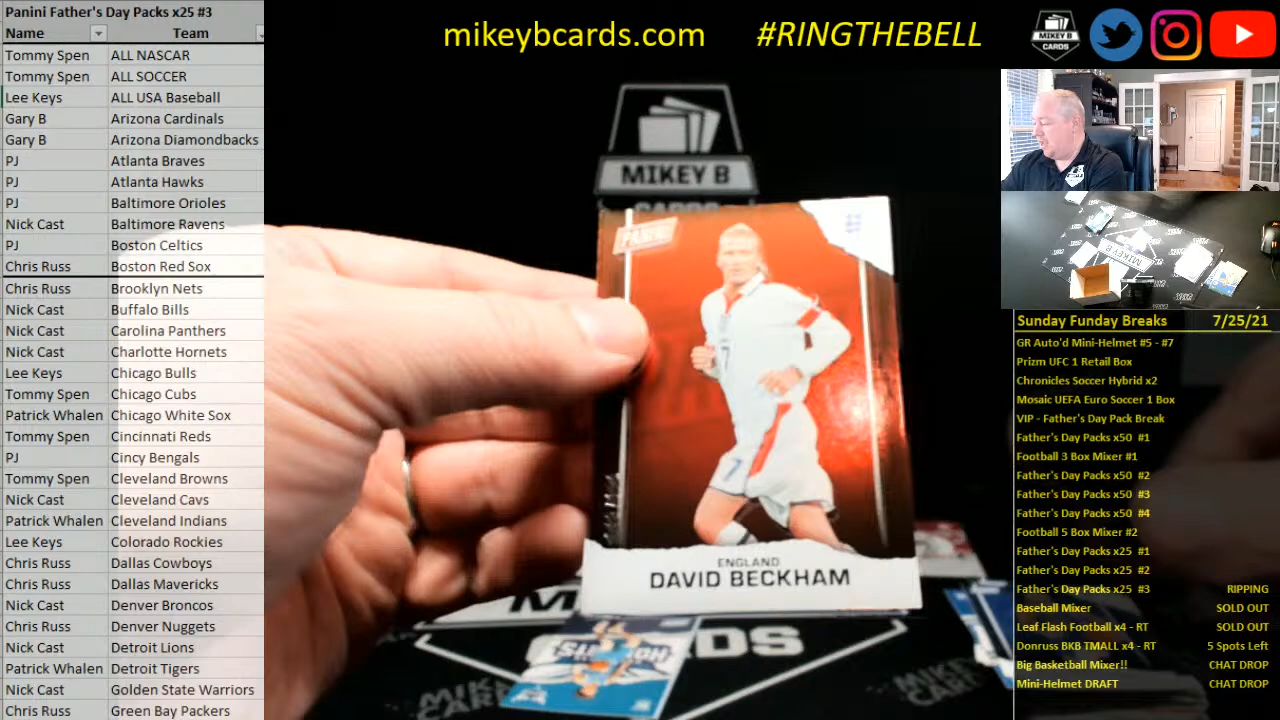 Panini Father's Day Packs x25 #3
Name Team
Tommy Spen ALL NASCAR
Tommy Spen ALL SOCCER
Lee Keys ALL USA Baseball
Gary B Arizona Cardinals
Gary B Arizona Diamondbacks
PJ Atlanta Braves
PJ Atlanta Hawks
PJ Baltimore Orioles
Nick Cast Baltimore Ravens
PJ Boston Celtics
Chris Russ Boston Red Sox
Chris Russ Brooklyn Nets
Nick Cast Buffalo Bills
Nick Cast Carolina Panthers
Nick Cast Charlotte Hornets
Lee Keys Chicago Bulls
Tommy Spen Chicago Cubs
Patrick Whalen Chicago White Sox
Tommy Spen Cincinnati Reds
PJ Cincy Bengals
Tommy Spen Cleveland Browns
Nick Cast Cleveland Cavs
Patrick Whalen Cleveland Indians
Lee Keys Colorado Rockies
Chris Russ Dallas Cowboys
Chris Russ Dallas Mavericks
Nick Cast Denver Broncos
Chris Russ Denver Nuggets
Nick Cast Detroit Lions
Patrick Whalen Detroit Tigers
Nick Cast Golden State Warriors
Chris Russ Green Bay Packers
mikeybcards.com #RINGTHEBELL
MIKEY B
CARDS
MIKEY B
CARDS
7
7
ENGLAND
DAVID BECKHAM
HORNETS
CARDS
Sunday Funday Breaks 7/25/21
GR Auto'd Mini-Helmet #5 - #7
Prizm UFC 1 Retail Box
Chronicles Soccer Hybrid x2
Mosaic UEFA Euro Soccer 1 Box
VIP - Father's Day Pack Break
Father's Day Packs x50 #1
Football 3 Box Mixer #1
Father's Day Packs x50 #2
Father's Day Packs x50 #3
Father's Day Packs x50 #4
Football 5 Box Mixer #2
Father's Day Packs x25 #1
Father's Day Packs x25 #2
Father's Day Packs x25 #3 RIPPING
Baseball Mixer SOLD OUT
Leaf Flash Football x4 - RT SOLD OUT
Donruss BKB TMALL x4 - RT 5 Spots Left
Big Basketball Mixer!! CHAT DROP
Mini-Helmet DRAFT CHAT DROP